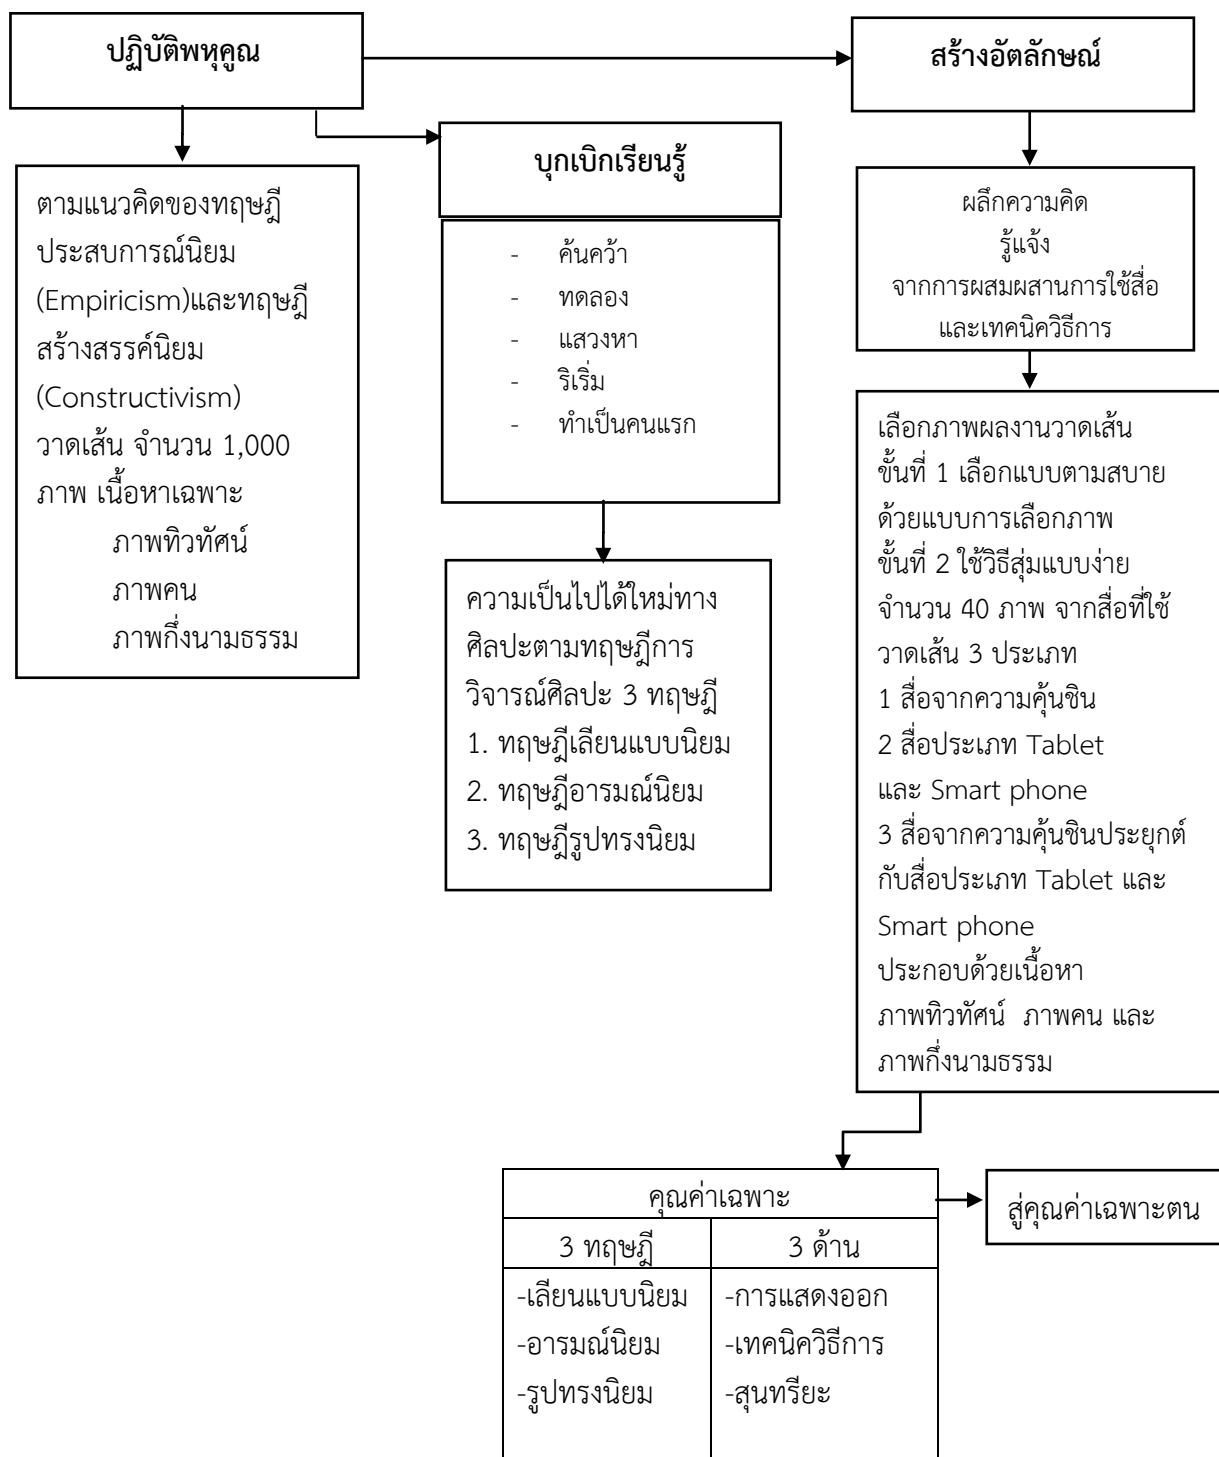 ปฏิบัติพหุคูณ
สร้างอัตลักษณ์
บุกเบิกเรียนรู้
ตามแนวคิดของทฤษฎี
ประสบการณ์นิยม
(Empiricism)และทฤษฎี
สร้างสรรค์นิยม
(Constructivism)
วาดเส้น จำนวน 1,000
ภาพ เนื้อหาเฉพาะ
ภาพทิวทัศน์
ภาพคน
ภาพกึ่งนามธรรม
- ค้นคว้า
- ทดลอง
- แสวงหา
- ริเริ่ม
- ทำเป็นคนแรก
ความเป็นไปได้ใหม่ทาง
ศิลปะตามทฤษฎีการ
วิจารณ์ศิลปะ 3 ทฤษฎี
1. ทฤษฎีเลียนแบบนิยม
2. ทฤษฎีอารมณ์นิยม
3. ทฤษฎีรูปทรงนิยม
ผลึกความคิด
รู้แจ้ง
จากการผสมผสานการใช้สื่อ
และเทคนิควิธีการ
เลือกภาพผลงานวาดเส้น
ขั้นที่ 1 เลือกแบบตามสบาย
ด้วยแบบการเลือกภาพ
ขั้นที่ 2 ใช้วิธีสุ่มแบบง่าย
จำนวน 40 ภาพ จากสื่อที่ใช้
วาดเส้น 3 ประเภท
1 สื่อจากความคุ้นชิน
2 สื่อประเภท Tablet
และ Smart phone
3 สื่อจากความคุ้นชินประยุกต์
กับสื่อประเภท Tablet และ
Smart phone
ประกอบด้วยเนื้อหา
ภาพทิวทัศน์ ภาพคน และ
ภาพกึ่งนามธรรม
คุณค่าเฉพาะ
3 ทฤษฎี
3 ด้าน
-เลียนแบบนิยม
-อารมณ์นิยม
-รูปทรงนิยม
-การแสดงออก
-เทคนิควิธีการ
-สุนทรียะ
สู่คุณค่าเฉพาะตน